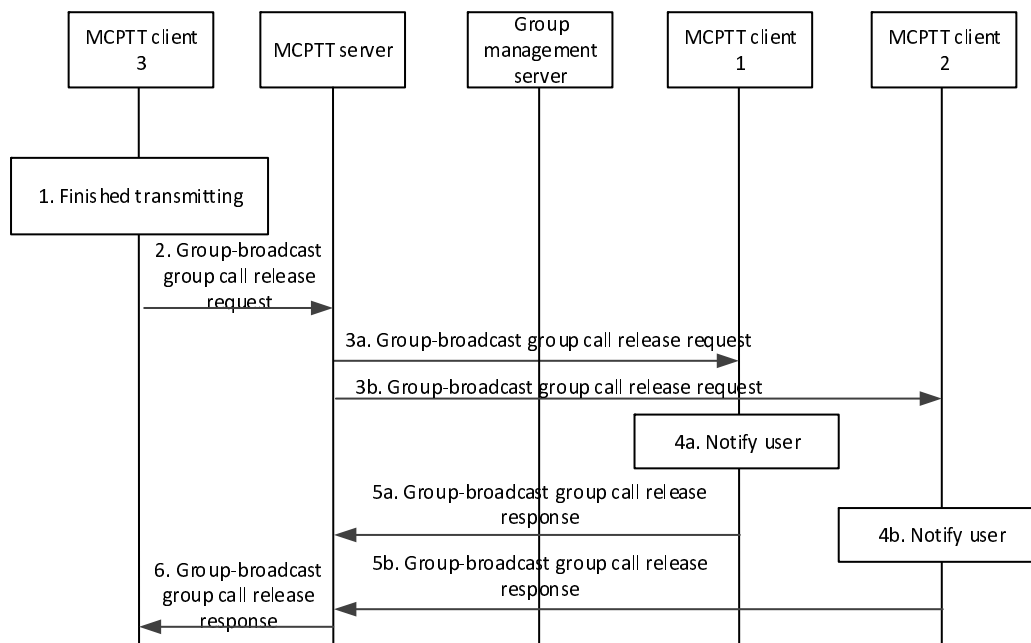 MCPTT client
3
MCPTT server
Group
management
server
MCPTT client
1
MCPTT client
2
1. Finished transmitting
2. Group-broadcast
group call release
request
3a. Group-broadcast group call release request
3b. Group-broadcast group call release request
4a. Notify user
5a. Group-broadcast group call release
response
4b. Notify user
5b. Group-broadcast group call release
response
6. Group-broadcast
group call release
response